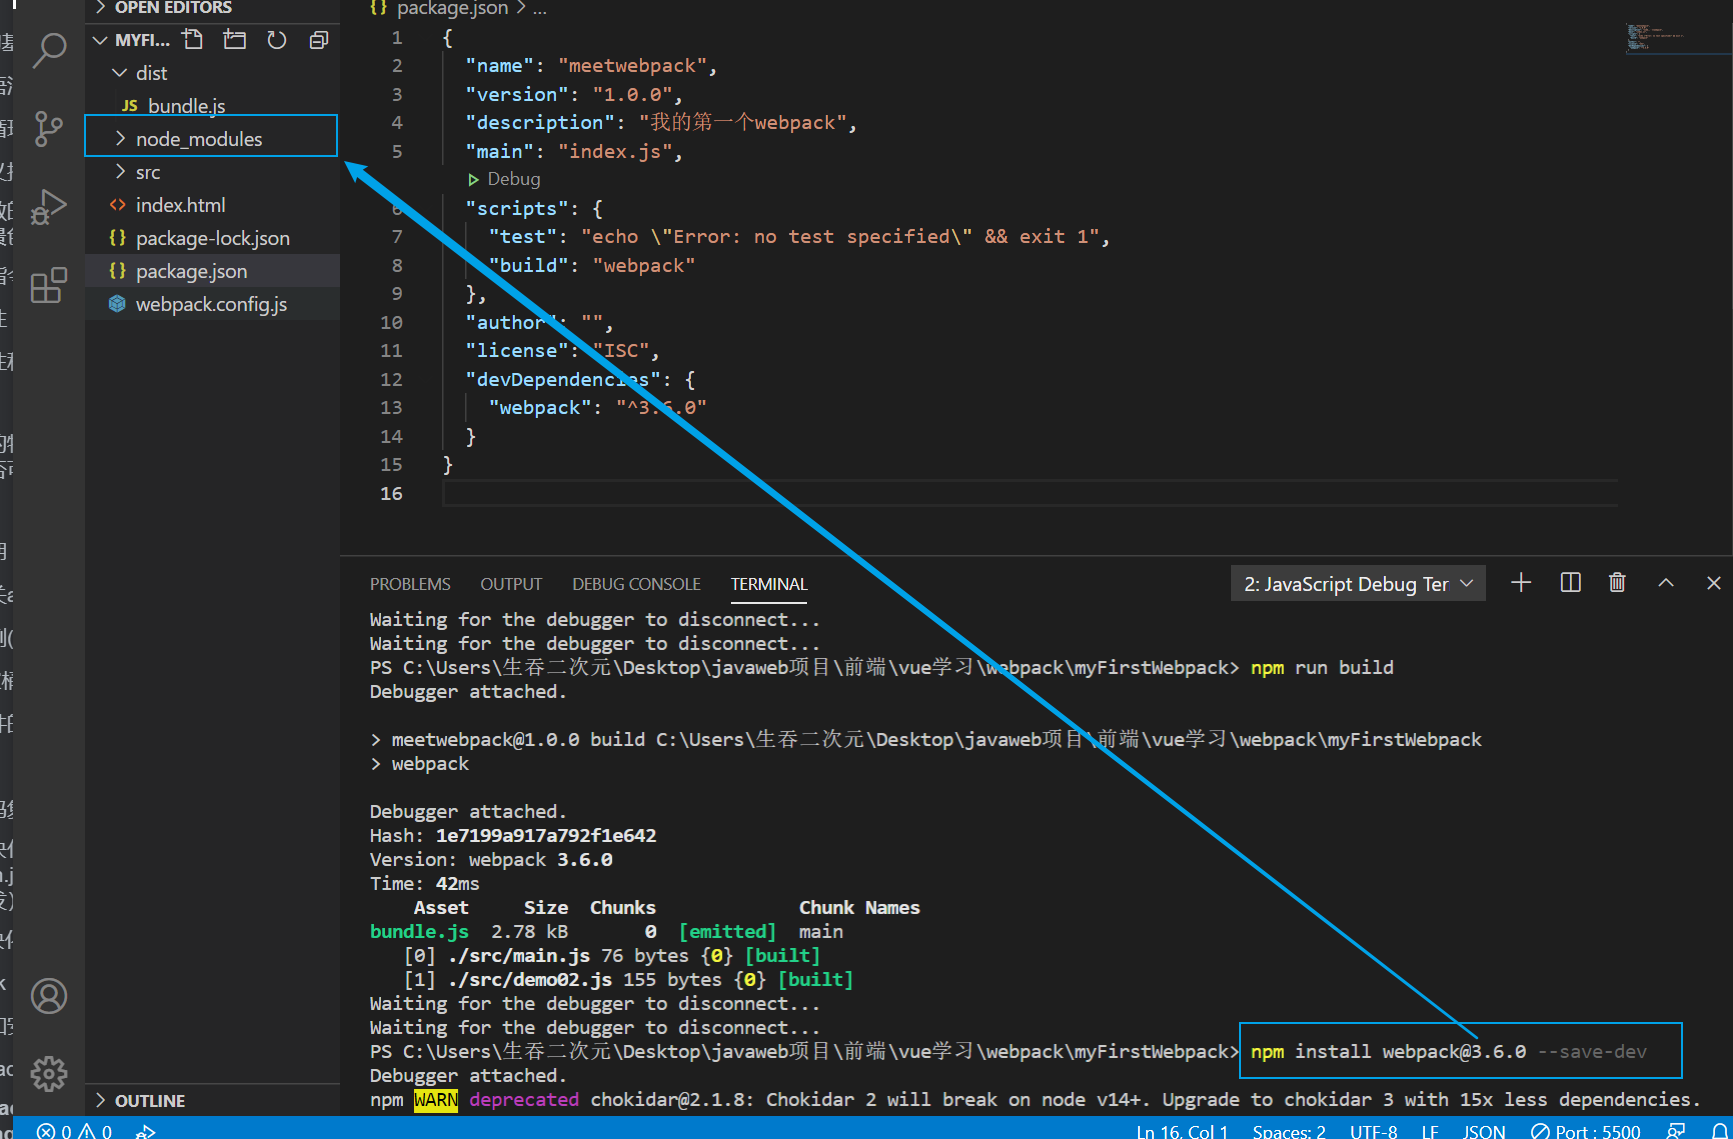 OPEN EDITORS
MYFI...
dist
JS bundle.js
node_modules
src
<> index.html
{} package-lock.json
{} package.json
webpack.config.js
OUTLINE
{} package.json > ...
1 {
2 "name": "meetwebpack",
3 "version": "1.0.0",
4 "description": "我的第一个webpack",
5 "main": "index.js",
Debug
6 "scripts": {
7 "test": "echo \"Error: no test specified\" && exit 1",
8 "build": "webpack"
9 },
10 "author": "",
11 "license": "ISC",
12 "devDependencies": {
13 "webpack": "^3.6.0"
14 }
15 }
16
PROBLEMS OUTPUT DEBUG CONSOLE TERMINAL 2: JavaScript Debug Ter
Waiting for the debugger to disconnect...
Waiting for the debugger to disconnect...
PS C:\Users\生吞二次元\Desktop\javaweb项目\前端\vue学习\webpack\myFirstWebpack> npm run build
Debugger attached.
> meetwebpack@1.0.0 build C:\Users\生吞二次元\Desktop\javaweb项目\前端\vue学习\webpack\myFirstWebpack
> webpack
Debugger attached.
Hash: 1e7199a917a792f1e642
Version: webpack 3.6.0
Time: 42ms
Asset Size Chunks Chunk Names
bundle.js 2.78 kB 0 [emitted] main
[0] ./src/main.js 76 bytes {0} [built]
[1] ./src/demo02.js 155 bytes {0} [built]
Waiting for the debugger to disconnect...
Waiting for the debugger to disconnect...
PS C:\Users\生吞二次元\Desktop\javaweb项目\前端\vue学习\webpack\myFirstWebpack> npm install webpack@3.6.0 --save-dev
Debugger attached.
npm WARN deprecated chokidar@2.1.8: Chokidar 2 will break on node v14+. Upgrade to chokidar 3 with 15x less dependencies.
0 0 Ln 16, Col 1 Spaces: 2 UTF-8 LF JSON Port : 5500